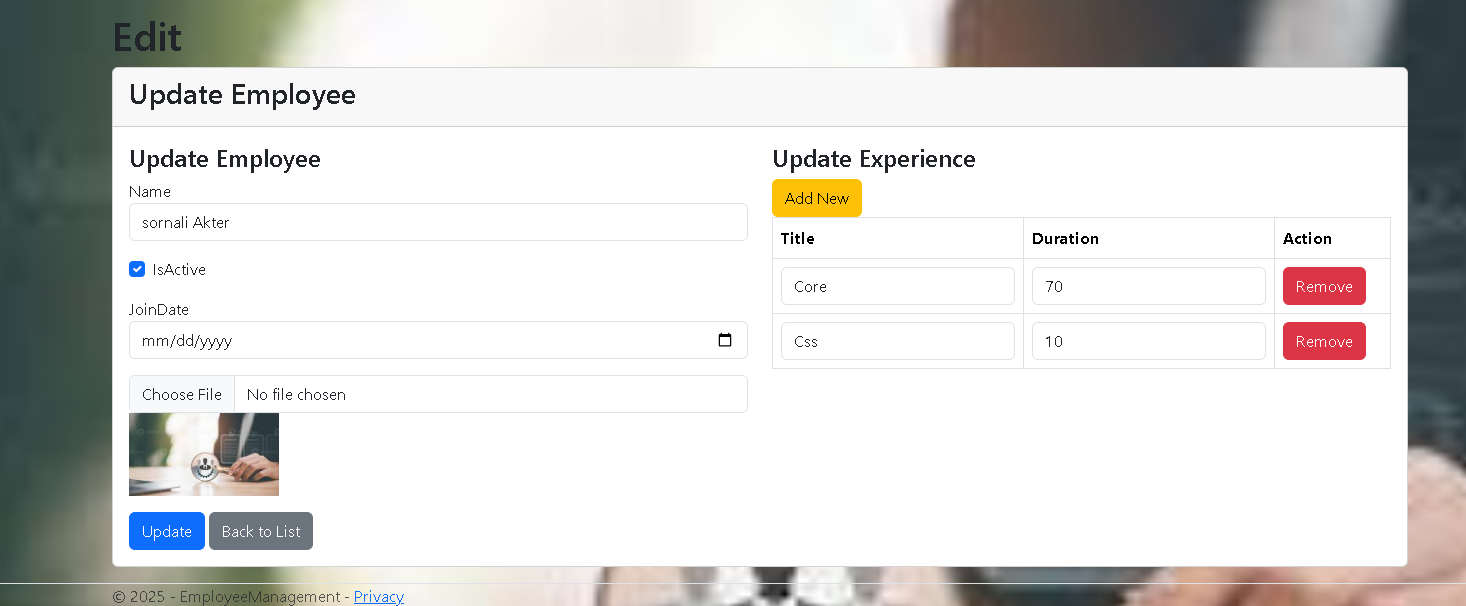 Edit
Update Employee
Update Employee
Name
sornali Akter
IsActive
JoinDate
mm/dd/yyyy
Choose File No file chosen
Update Back to List
Update Experience
Add New
Title Duration Action
Core 70 Remove
Css 10 Remove
© 2025 - EmployeeManagement - Privacy